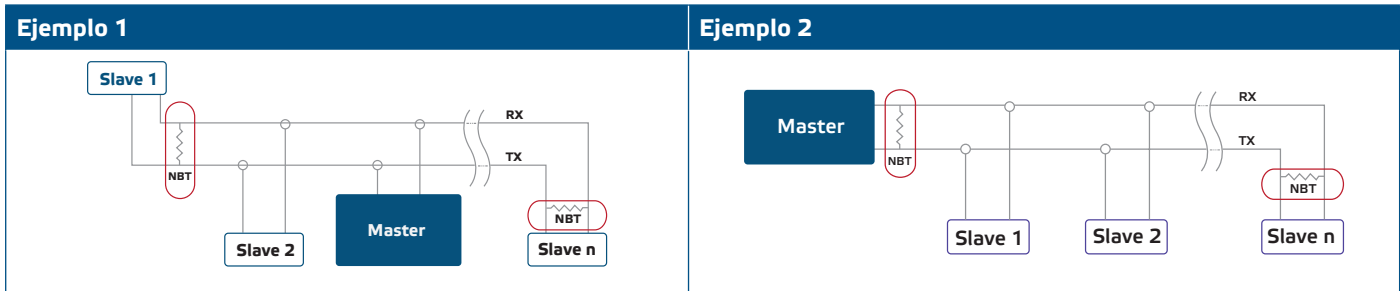 Ejemplo 1
Slave 1
RX
TX
NBT
NBT
Master
Slave 2
Slave n
Ejemplo 2
Master
RX
TX
NBT
NBT
Slave 1
Slave 2
Slave n